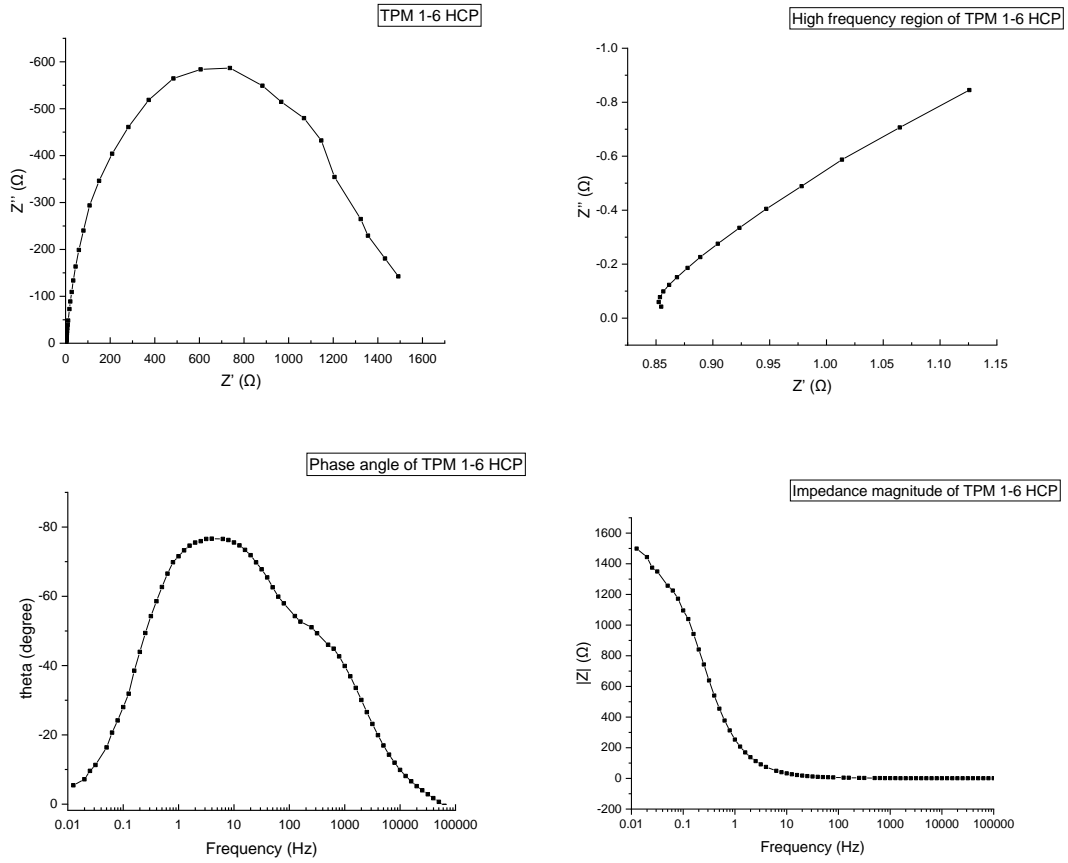 TPM 1-6 HCP
-600
-500
-400
-300
-200
-100
0
0 200 400 600 800 1000 1200 1400 1600
Z'' (Ω)
Z' (Ω)
High frequency region of TPM 1-6 HCP
-1.0
-0.8
-0.6
-0.4
-0.2
0.0
0.85 0.90 0.95 1.00 1.05 1.10 1.15
Z'' (Ω)
Z' (Ω)
Phase angle of TPM 1-6 HCP
-80
-60
-40
-20
0
0.01 0.1 1 10 100 1000 10000 100000
theta (degree)
Frequency (Hz)
Impedance magnitude of TPM 1-6 HCP
1600
1400
1200
1000
800
600
400
200
0
-200
0.01 0.1 1 10 100 1000 10000 100000
|Z| (Ω)
Frequency (Hz)